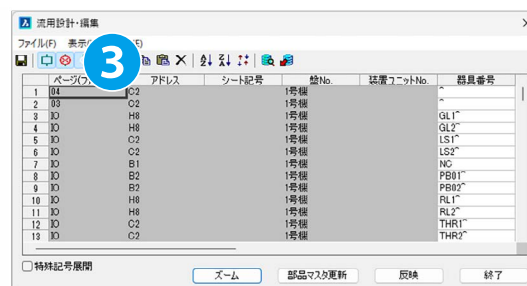 流用設計・編集
ファイル(F) 表示
3
ページ(フ アドレス シート記号 盤No. 装置ユニットNo. 器具番号
1 04 C2 1号機 ^
2 03 C2 1号機 ^
3 IO H8 1号機 GL1^
4 IO H8 1号機 GL2^
5 IO C2 1号機 LS1^
6 IO C2 1号機 LS2^
7 IO B1 1号機 NC
8 IO B2 1号機 PB01^
9 IO B2 1号機 PB02^
10 IO H8 1号機 RL1^
11 IO H8 1号機 RL2^
12 IO C2 1号機 THR1^
13 IO C2 1号機 THR2^
特殊記号展開
ズーム 部品マスタ更新 反映 終了